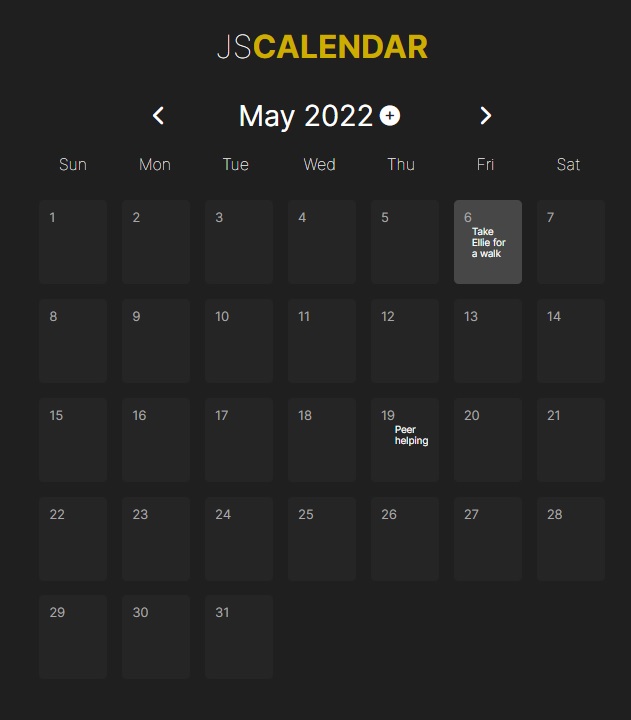 JSCALENDAR
May 2022
Sun Mon Tue Wed Thu Fri Sat
1 2 3 4 5 6 7
Take
Ellie for
a walk
8 9 10 11 12 13 14
15 16 17 18 19 20 21
Peer
helping
22 23 24 25 26 27 28
29 30 31